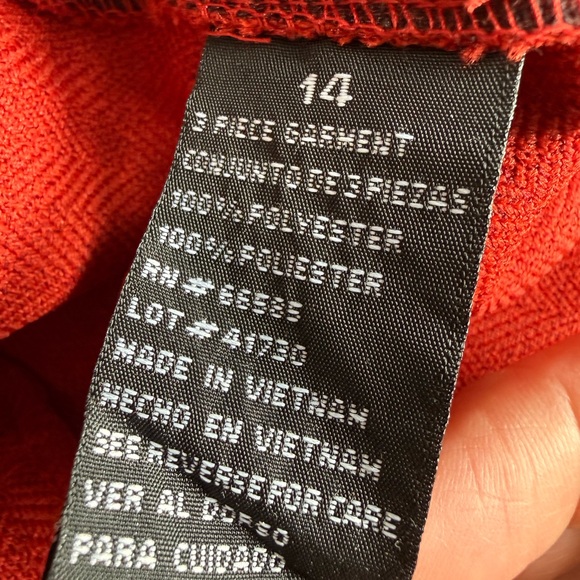 14
3 PIECE GARMENT
CONJUNTO DE 3 PIEZAS
100% POLYESTER
100% POLIESTER
RN # 66585
LOT # 41730
MADE IN VIETNAM
HECHO EN VIETNAM
SEE REVERSE FOR CARE
VER AL DORSO
PARA CUIDADO